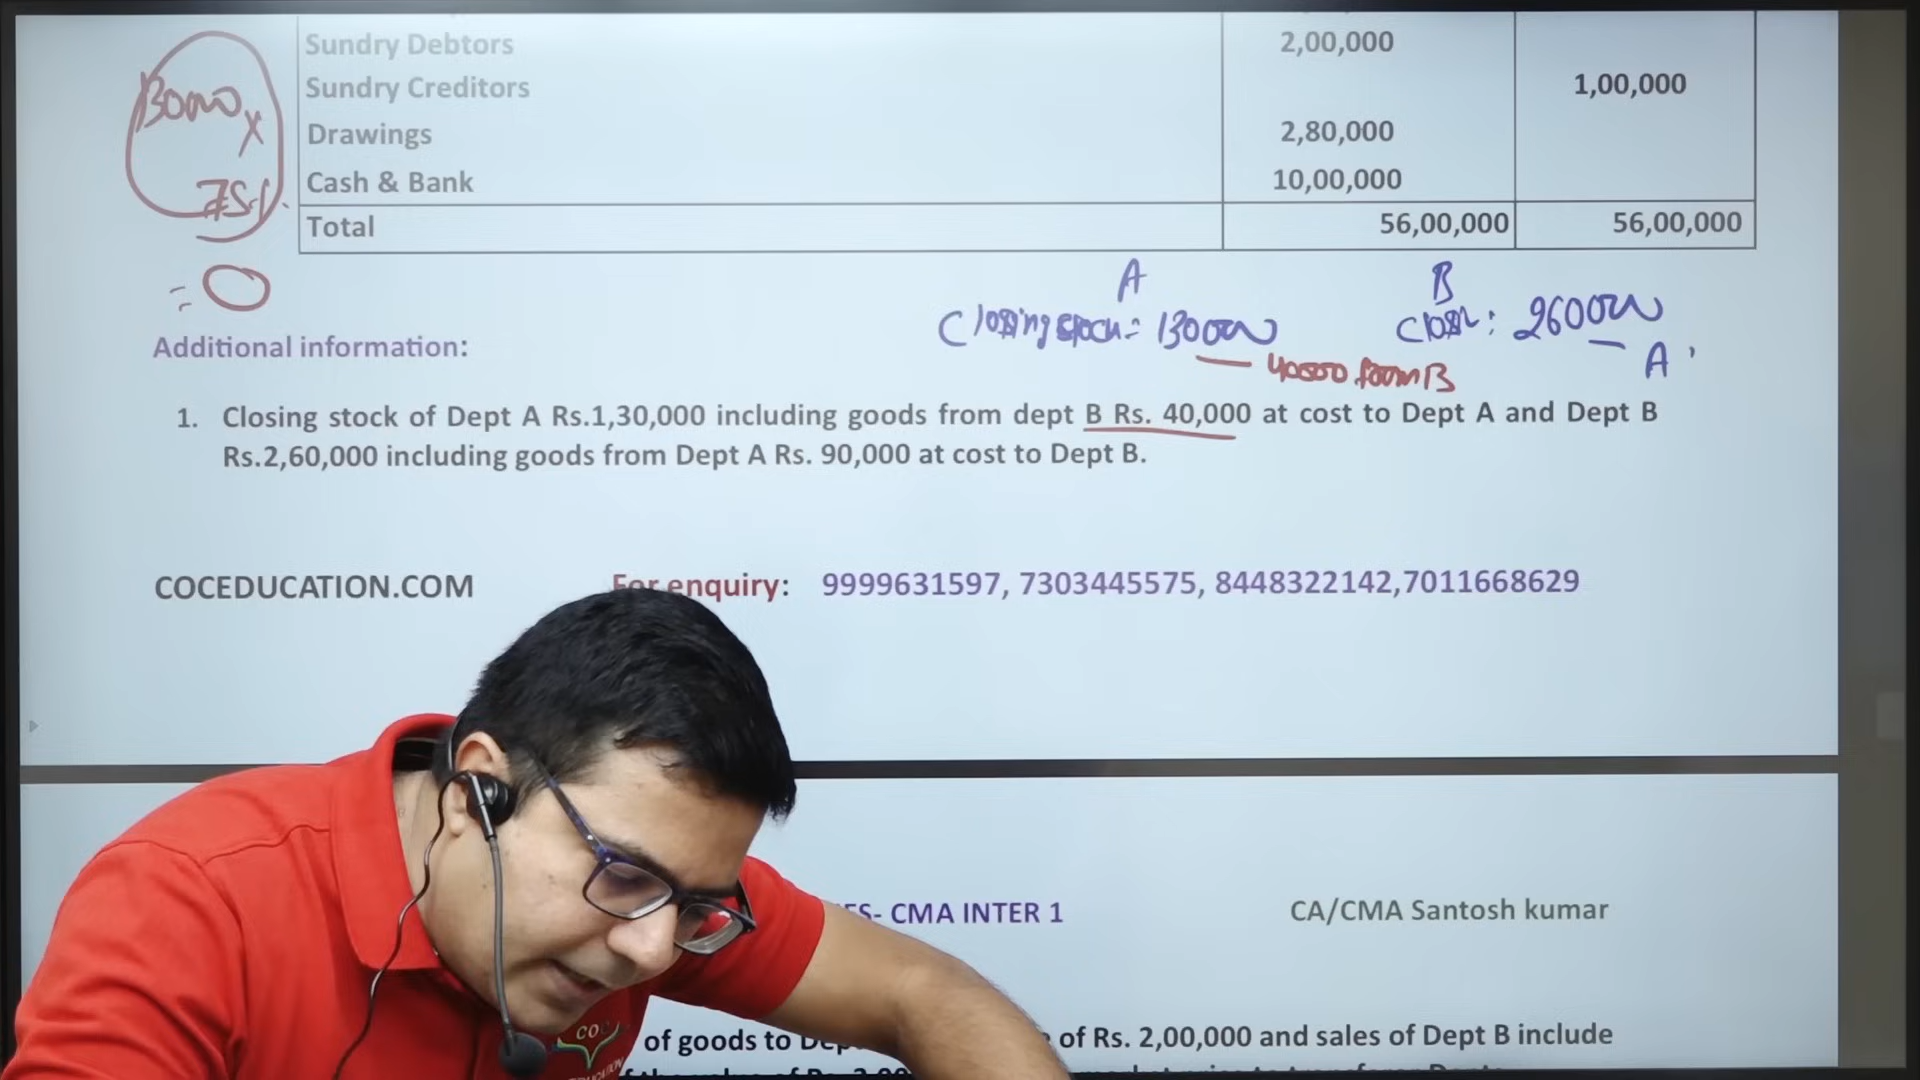 Sundry Debtors 2,00,000
Sundry Creditors 1,00,000
Drawings 2,80,000
Cash & Bank 10,00,000
Total 56,00,000 56,00,000
A B
Closing stock = 130000
260000
A
40000 from B
Additional information:
1. Closing stock of Dept A Rs.1,30,000 including goods from dept B Rs. 40,000 at cost to Dept A and Dept B
Rs.2,60,000 including goods from Dept A Rs. 90,000 at cost to Dept B.
COCEDUCATION.COM For enquiry: 9999631597, 7303445575, 8448322142,7011668629
- CMA INTER 1 CA/CMA Santosh kumar
of goods to of Rs. 2,00,000 and sales of Dept B include
COC